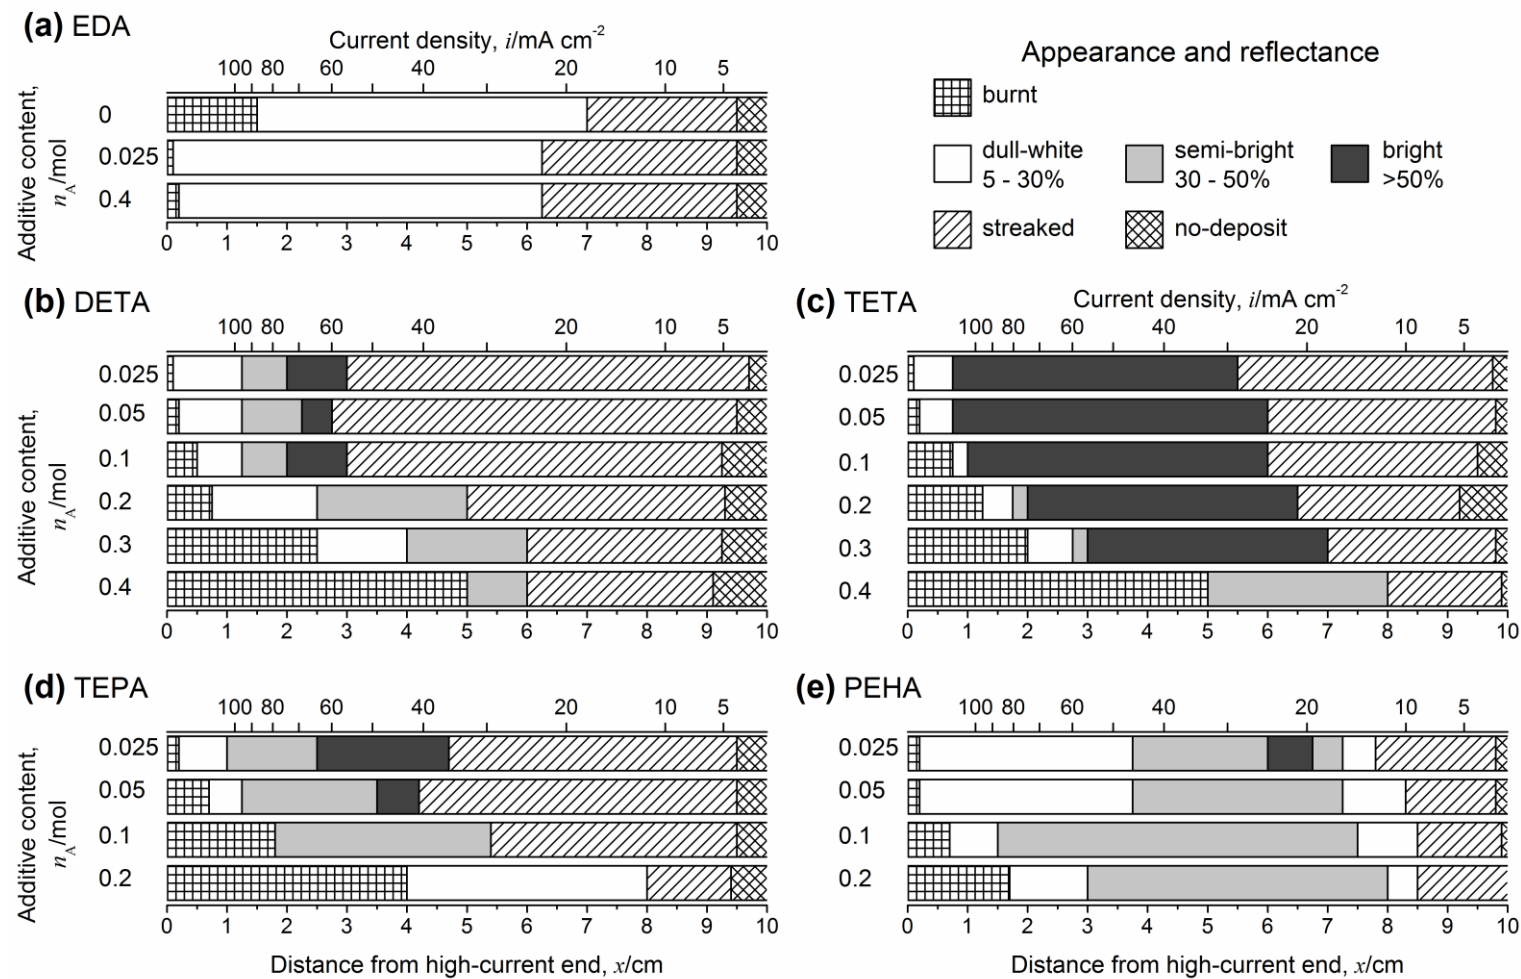 (a) EDA
Current density, i/mA cm-2
100 80 60 40 20 10 5
Additive content,
nA/mol
0
0.025
0.4
0 1 2 3 4 5 6 7 8 9 10
Appearance and reflectance
burnt
dull-white
5 - 30%
semi-bright
30 - 50%
bright
>50%
streaked
no-deposit
(b) DETA
100 80 60 40 20 10 5
Additive content,
nA/mol
0.025
0.05
0.1
0.2
0.3
0.4
0 1 2 3 4 5 6 7 8 9 10
(c) TETA
Current density, i/mA cm-2
100 80 60 40 20 10 5
0.025
0.05
0.1
0.2
0.3
0.4
0 1 2 3 4 5 6 7 8 9 10
(d) TEPA
100 80 60 40 20 10 5
Additive content,
nA/mol
0.025
0.05
0.1
0.2
0 1 2 3 4 5 6 7 8 9 10
Distance from high-current end, x/cm
(e) PEHA
100 80 60 40 20 10 5
0.025
0.05
0.1
0.2
0 1 2 3 4 5 6 7 8 9 10
Distance from high-current end, x/cm